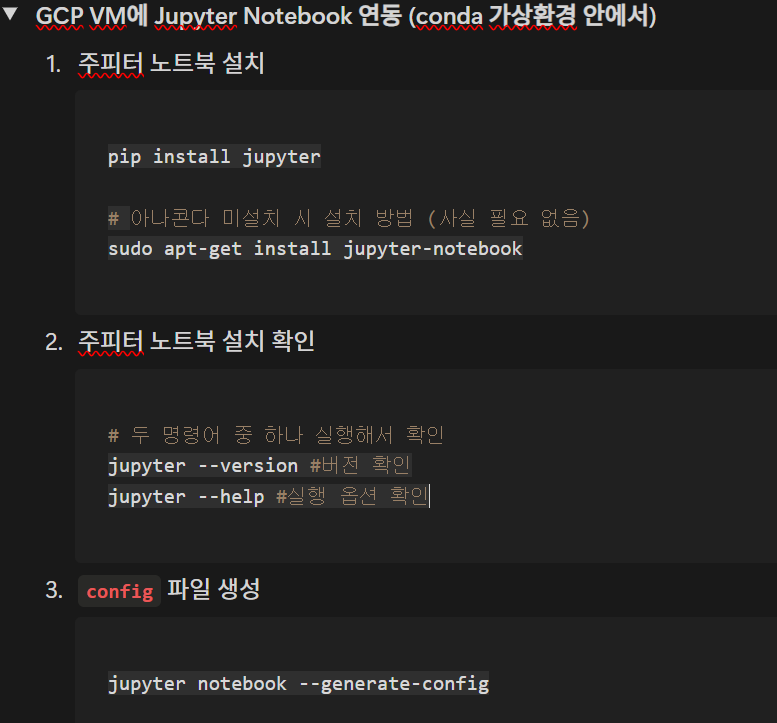 GCP VM에 Jupyter Notebook 연동 (conda 가상환경 안에서)
1. 주피터 노트북 설치
pip install jupyter
# 아나콘다 미설치 시 설치 방법 (사실 필요 없음)
sudo apt-get install jupyter-notebook
2. 주피터 노트북 설치 확인
# 두 명령어 중 하나 실행해서 확인
jupyter --version #버전 확인
jupyter --help #실행 옵션 확인
3. config 파일 생성
jupyter notebook --generate-config